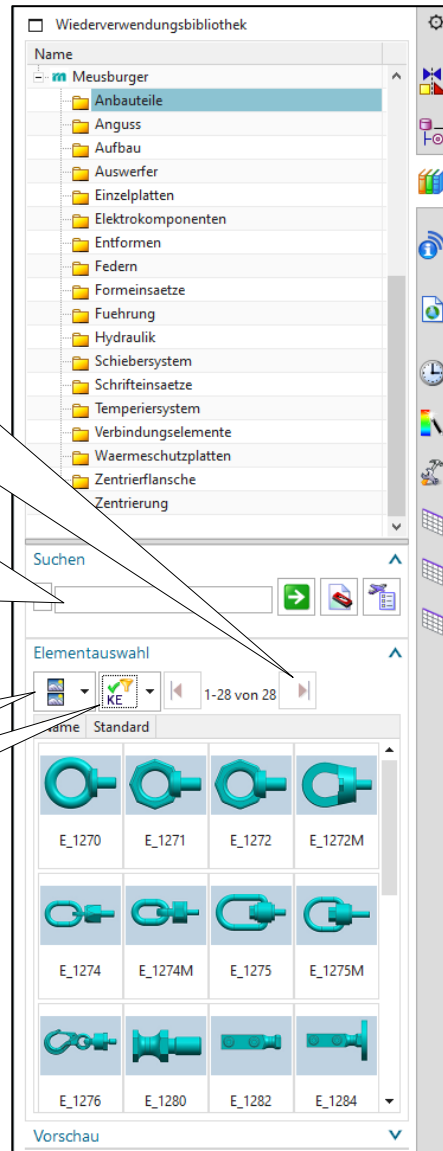 Wiederverwendungsbibliothek
Name
m Meusburger
Anbauteile
Anguss
Aufbau
Auswerfer
Einzelplatten
Elektrokomponenten
Entformen
Federn
Formeinsaetze
Fuehrung
Hydraulik
Schiebersystem
Schrifteinsaetze
Temperiersystem
Verbindungselemente
Waermeschutzplatten
Zentrierflansche
Zentrierung
Suchen
Elementauswahl
KE 1-28 von 28
Name Standard
E_1270 E_1271 E_1272 E_1272M
E_1274 E_1274M E_1275 E_1275M
E_1276 E_1280 E_1282 E_1284
Vorschau